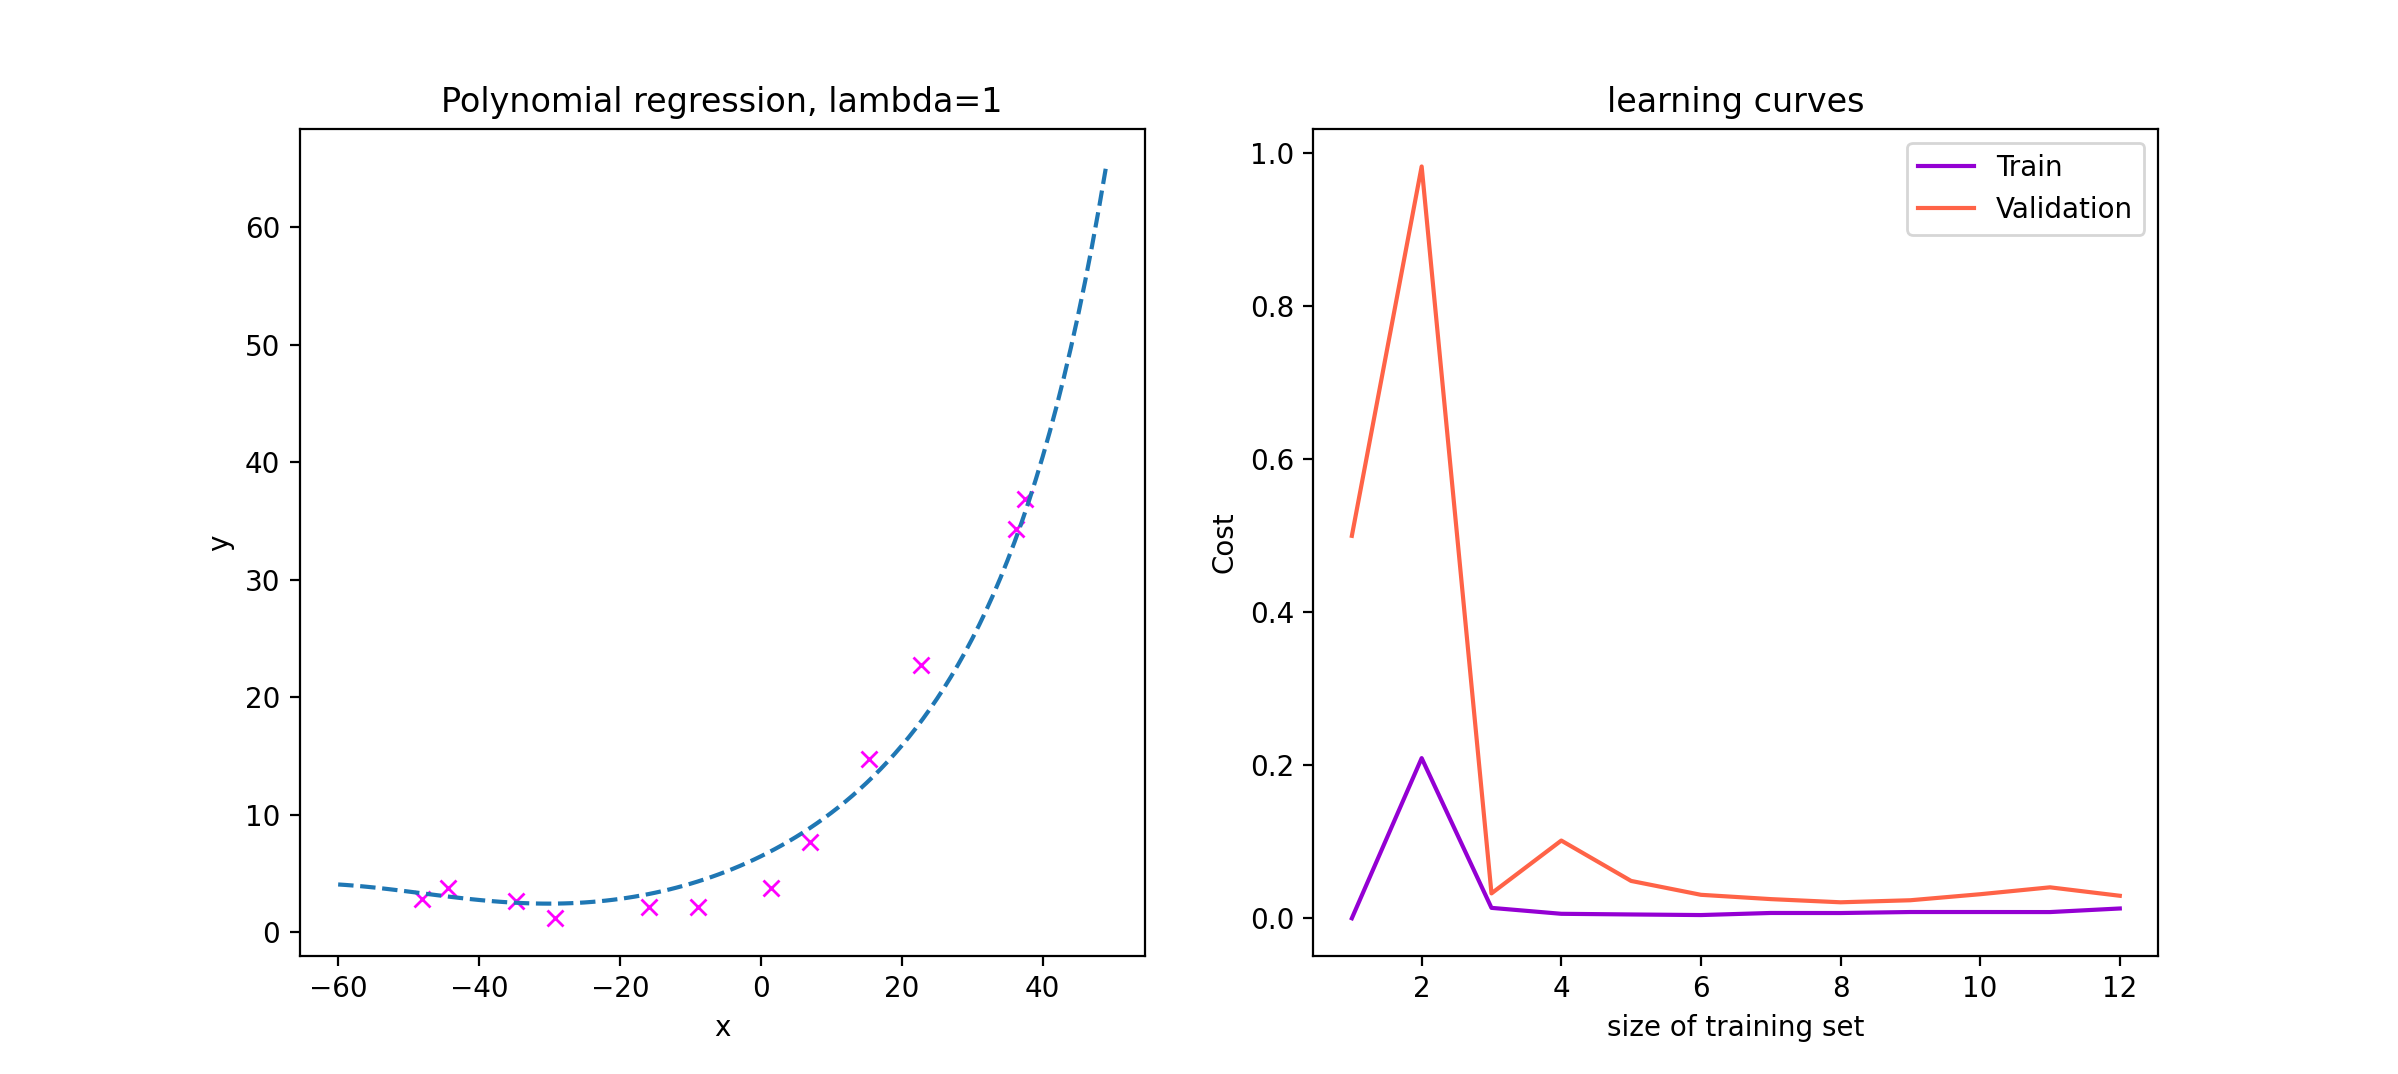 Polynomial regression, lambda=1
60
50
40
30
20
10
0
y
−60 −40 −20 0 20 40
x
learning curves
Train
Validation
1.0
0.8
0.6
0.4
0.2
0.0
Cost
2 4 6 8 10 12
size of training set